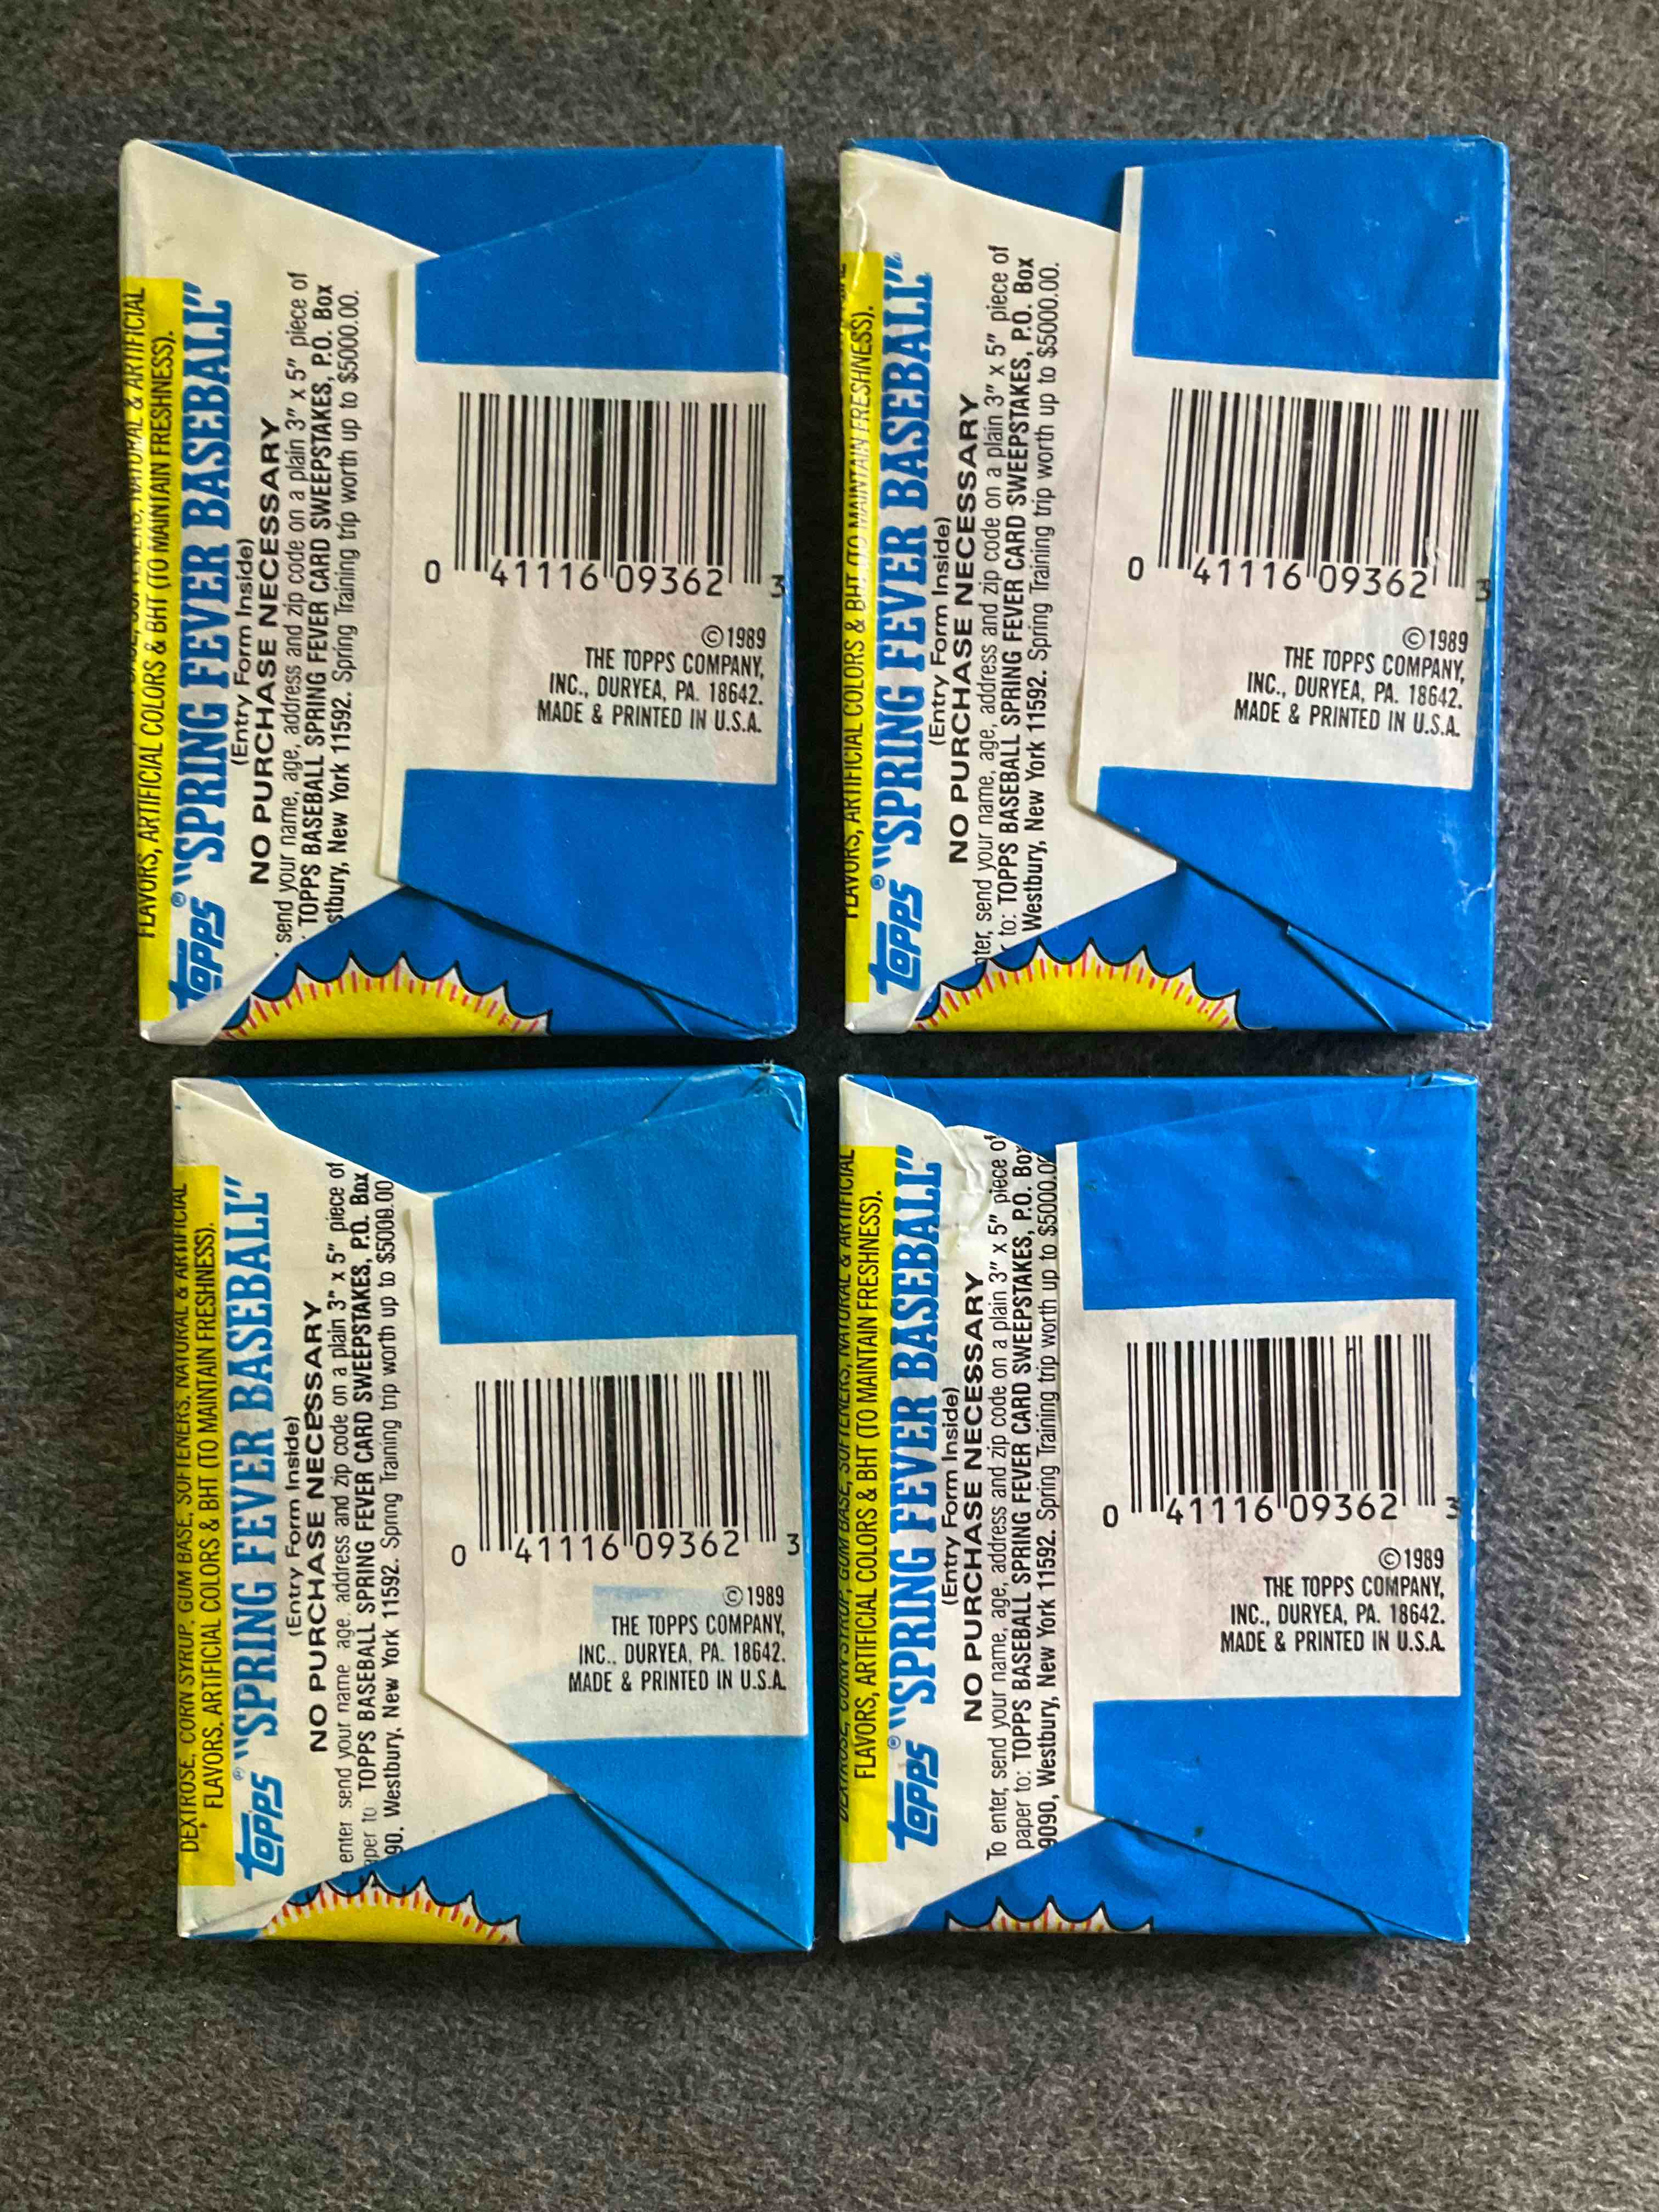 NATURAL & ARTIFICIAL
FLAVORS, ARTIFICIAL COLORS & BHT (TO MAINTAIN FRESHNESS).
TOPPS® "SPRING FEVER BASEBALL"
(Entry Form Inside)
NO PURCHASE NECESSARY
send your name, age, address and zip code on a plain 3" x 5" piece of
: TOPPS BASEBALL SPRING FEVER CARD SWEEPSTAKES, P.O. Box
stbury, New York 11592. Spring Training trip worth up to $5000.00.
0 41116 09362 3
©1989
THE TOPPS COMPANY,
INC., DURYEA, PA. 18642.
MADE & PRINTED IN U.S.A.
FLAVORS, ARTIFICIAL COLORS & BHT (TO MAINTAIN FRESHNESS).
TOPPS® "SPRING FEVER BASEBALL"
(Entry Form Inside)
NO PURCHASE NECESSARY
nter, send your name, age, address and zip code on a plain 3" x 5" piece of
r to: TOPPS BASEBALL SPRING FEVER CARD SWEEPSTAKES, P.O. Box
Westbury, New York 11592. Spring Training trip worth up to $5000.00.
0 41116 09362 3
©1989
THE TOPPS COMPANY,
INC., DURYEA, PA. 18642.
MADE & PRINTED IN U.S.A.
DEXTROSE, CORN SYRUP, GUM BASE, SOFTENERS, NATURAL & ARTIFICIAL
FLAVORS, ARTIFICIAL COLORS & BHT (TO MAINTAIN FRESHNESS).
TOPPS® "SPRING FEVER BASEBALL"
(Entry Form Inside)
NO PURCHASE NECESSARY
enter, send your name, age, address and zip code on a plain 3" x 5" piece of
aper to: TOPPS BASEBALL SPRING FEVER CARD SWEEPSTAKES, P.O. Box
90, Westbury, New York 11592. Spring Training trip worth up to $5000.00
0 41116 09362 3
©1989
THE TOPPS COMPANY,
INC., DURYEA, PA. 18642.
MADE & PRINTED IN U.S.A.
DEXTROSE, CORN SYRUP, GUM BASE, SOFTENERS, NATURAL & ARTIFICIAL
FLAVORS, ARTIFICIAL COLORS & BHT (TO MAINTAIN FRESHNESS).
TOPPS® "SPRING FEVER BASEBALL"
(Entry Form Inside)
NO PURCHASE NECESSARY
To enter, send your name, age, address and zip code on a plain 3" x 5" piece of
paper to: TOPPS BASEBALL SPRING FEVER CARD SWEEPSTAKES, P.O. Box
9090, Westbury, New York 11592. Spring Training trip worth up to $5000.00
0 41116 09362 3
©1989
THE TOPPS COMPANY,
INC., DURYEA, PA. 18642.
MADE & PRINTED IN U.S.A.